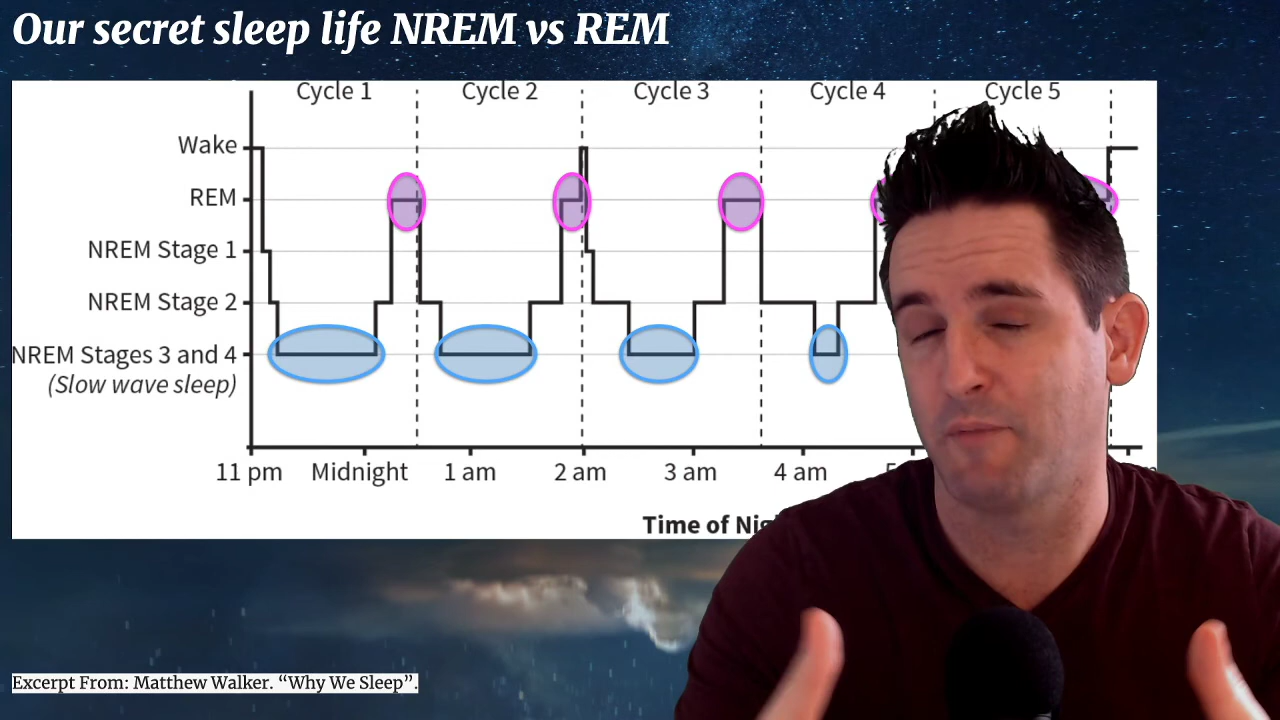 Our secret sleep life NREM vs REM
Cycle 1 Cycle 2 Cycle 3 Cycle 4 Cycle 5
Wake
REM
NREM Stage 1
NREM Stage 2
NREM Stages 3 and 4
(Slow wave sleep)
11 pm Midnight 1 am 2 am 3 am 4 am
Time of
Excerpt From: Matthew Walker. “Why We Sleep”.